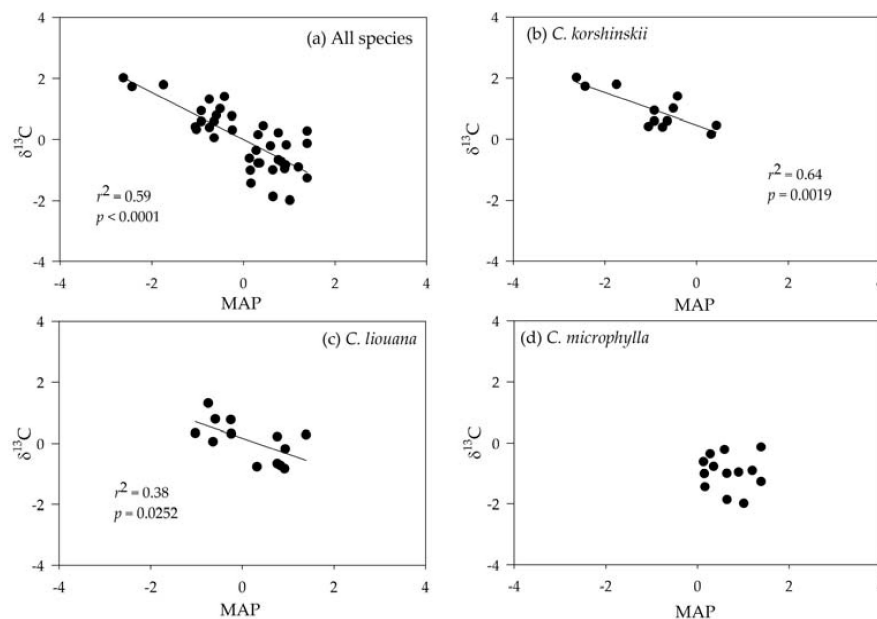 (a) All species
4
2
0
-2
-4
δ13C
r2 = 0.59
p < 0.0001
-4 -2 0 2 4
MAP
(b) C. korshinskii
4
2
0
-2
-4
δ13C
r2 = 0.64
p = 0.0019
-4 -2 0 2 4
MAP
(c) C. liouana
4
2
0
-2
-4
δ13C
r2 = 0.38
p = 0.0252
-4 -2 0 2 4
MAP
(d) C. microphylla
4
2
0
-2
-4
δ13C
-4 -2 0 2 4
MAP